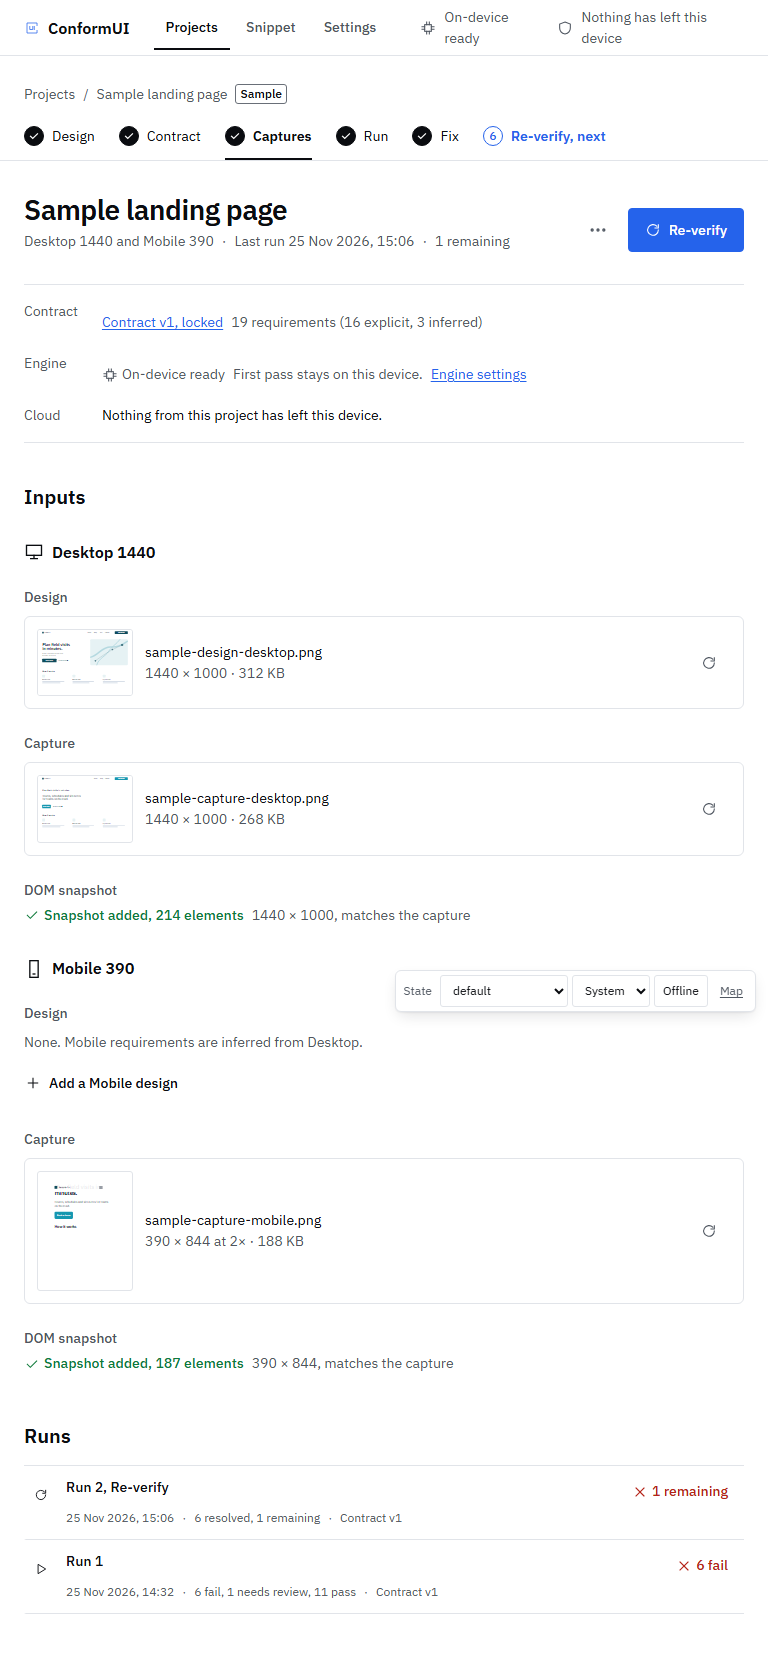 ConformUI
Projects
Snippet
Settings
On-device
ready
Nothing has left this
device
Projects / Sample landing page Sample
Design
Contract
Captures
Run
Fix
6 Re-verify, next
Sample landing page
Desktop 1440 and Mobile 390 · Last run 25 Nov 2026, 15:06 · 1 remaining
Re-verify
Contract
Contract v1, locked 19 requirements (16 explicit, 3 inferred)
Engine
On-device ready First pass stays on this device. Engine settings
Cloud
Nothing from this project has left this device.
Inputs
Desktop 1440
Design
Plan field visits
in minutes.
sample-design-desktop.png
1440 × 1000 · 312 KB
Capture
sample-capture-desktop.png
1440 × 1000 · 268 KB
DOM snapshot
Snapshot added, 214 elements 1440 × 1000, matches the capture
Mobile 390
State default System Offline Map
Design
None. Mobile requirements are inferred from Desktop.
Add a Mobile design
Capture
minutes.
How it works
sample-capture-mobile.png
390 × 844 at 2× · 188 KB
DOM snapshot
Snapshot added, 187 elements 390 × 844, matches the capture
Runs
Run 2, Re-verify
1 remaining
25 Nov 2026, 15:06 · 6 resolved, 1 remaining · Contract v1
Run 1
6 fail
25 Nov 2026, 14:32 · 6 fail, 1 needs review, 11 pass · Contract v1